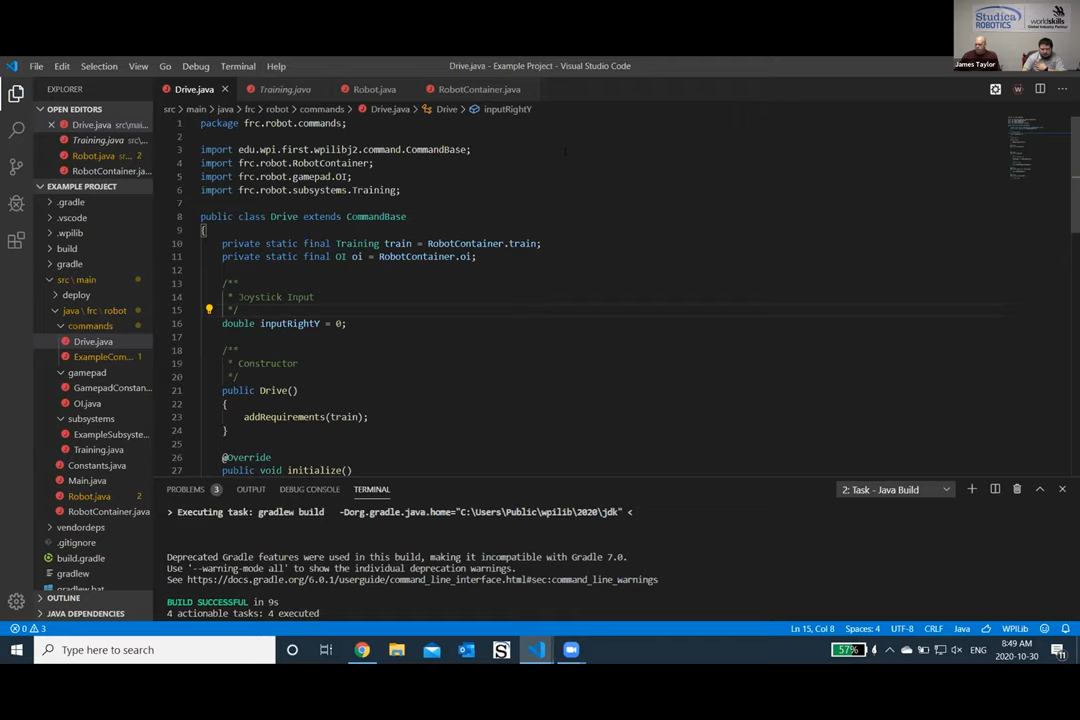 Studica
ROBOTICS
worldskills
Global Industry Partner
James Taylor
File Edit Selection View Go Debug Terminal Help
Drive.java - Example Project - Visual Studio Code
EXPLORER
Drive.java
Training.java
Robot.java
RobotContainer.java
OPEN EDITORS
Drive.java src\mai...
Training.java src\...
Robot.java src\... 2
RobotContainer.ja...
EXAMPLE PROJECT
.gradle
.vscode
.wpilib
build
gradle
src \ main
deploy
java \ frc \ robot
commands
Drive.java
ExampleCom... 1
gamepad
GamepadConstan...
OI.java
subsystems
ExampleSubsyste...
Training.java
Constants.java
Main.java
Robot.java 2
RobotContainer.java
vendordeps
.gitignore
build.gradle
gradlew
gradlew.bat
OUTLINE
JAVA DEPENDENCIES
src > main > java > frc > robot > commands > Drive.java > Drive > inputRightY
1 package frc.robot.commands;
2
3 import edu.wpi.first.wpilibj2.command.CommandBase;
4 import frc.robot.RobotContainer;
5 import frc.robot.gamepad.OI;
6 import frc.robot.subsystems.Training;
7
8 public class Drive extends CommandBase
9 {
10 private static final Training train = RobotContainer.train;
11 private static final OI oi = RobotContainer.oi;
12
13 /**
14 * Joystick Input
15 */
16 double inputRightY = 0;
17
18 /**
19 * Constructor
20 */
21 public Drive()
22 {
23 addRequirements(train);
24 }
25
26 @Override
27 public void initialize()
PROBLEMS 3 OUTPUT DEBUG CONSOLE TERMINAL
2: Task - Java Build
> Executing task: gradlew build -Dorg.gradle.java.home="C:\Users\Public\wpilib\2020\jdk" <
Deprecated Gradle features were used in this build, making it incompatible with Gradle 7.0.
Use '--warning-mode all' to show the individual deprecation warnings.
See https://docs.gradle.org/6.0.1/userguide/command_line_interface.html#sec:command_line_warnings
BUILD SUCCESSFUL in 9s
4 actionable tasks: 4 executed
0 3
Ln 15, Col 8 Spaces: 4 UTF-8 CRLF Java WPILib
Type here to search
57%
ENG
8:49 AM
2020-10-30
11